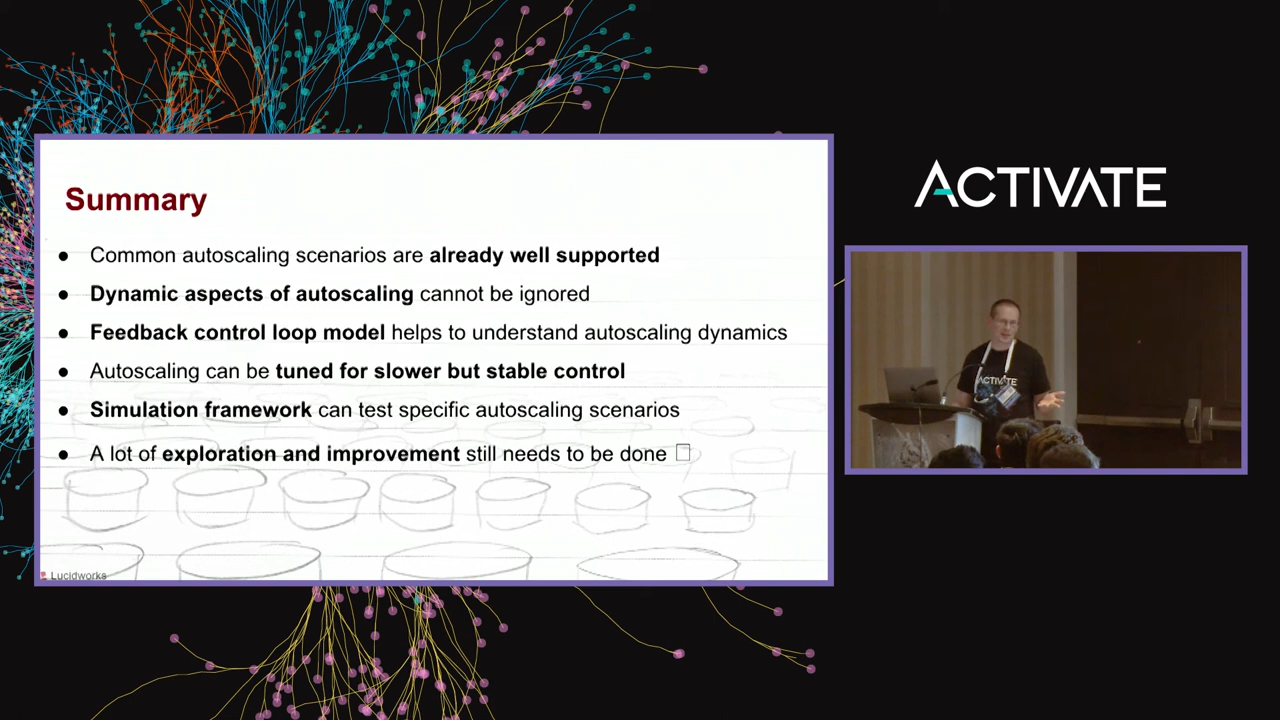 Summary
● Common autoscaling scenarios are already well supported
● Dynamic aspects of autoscaling cannot be ignored
● Feedback control loop model helps to understand autoscaling dynamics
● Autoscaling can be tuned for slower but stable control
● Simulation framework can test specific autoscaling scenarios
● A lot of exploration and improvement still needs to be done □
Lucidworks
ACTIVATE
ACTIVATE